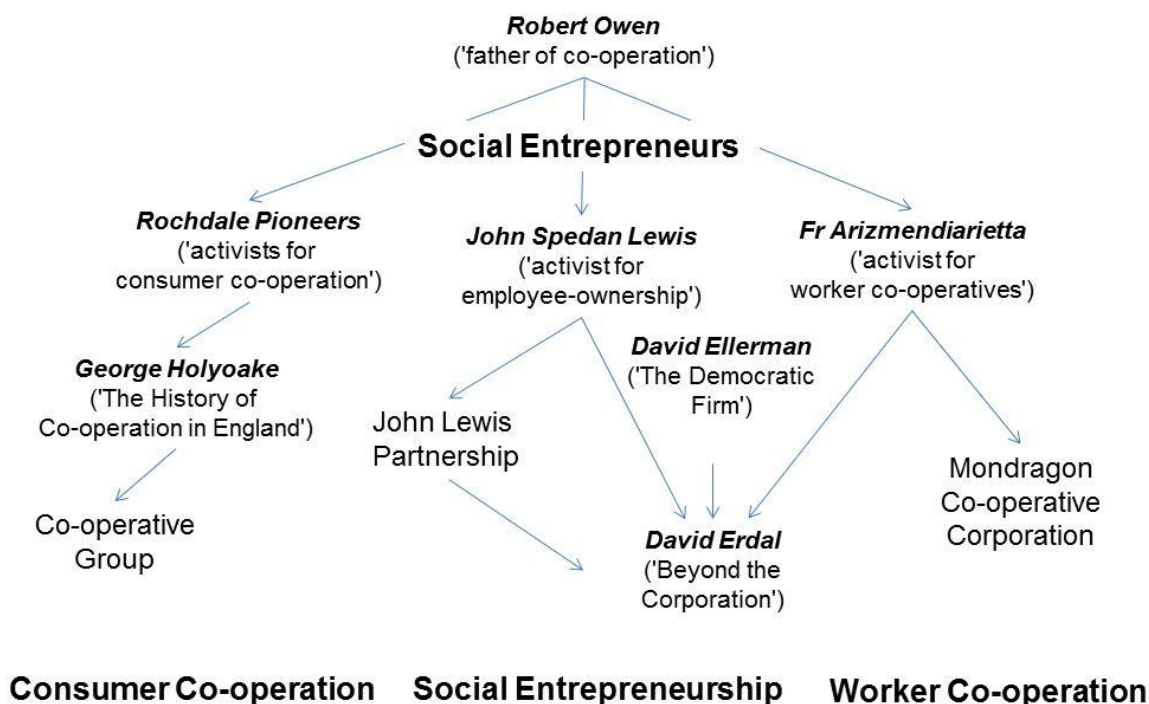 Robert Owen
('father of co-operation')
Social Entrepreneurs
Rochdale Pioneers
('activists for
consumer co-operation')
John Spedan Lewis
('activist for
employee-ownership')
Fr Arizmendiarietta
('activist for
worker co-operatives')
George Holyoake
('The History of
Co-operation in England')
David Ellerman
('The Democratic
Firm')
John Lewis
Partnership
Mondragon
Co-operative
Corporation
Co-operative
Group
David Erdal
('Beyond the
Corporation')
Consumer Co-operation
Social Entrepreneurship
Worker Co-operation